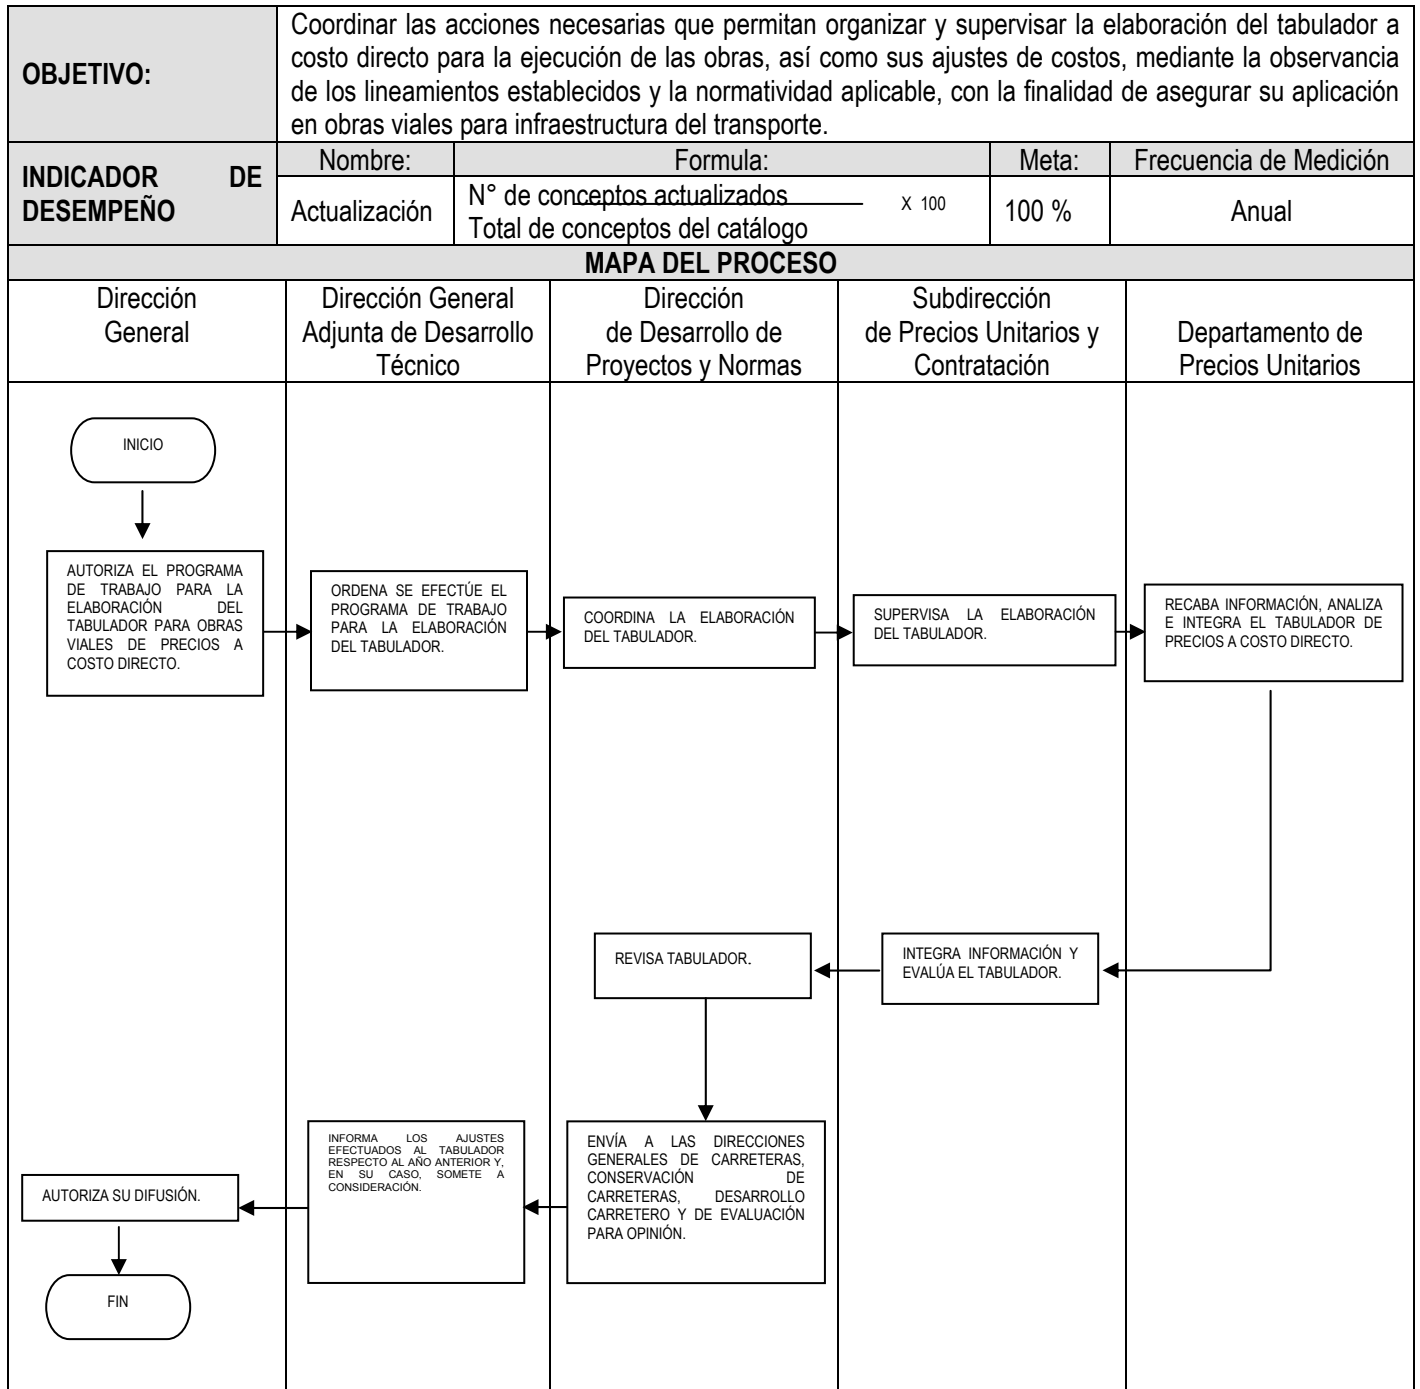 OBJETIVO:
Coordinar las acciones necesarias que permitan organizar y supervisar la elaboración del tabulador a
costo directo para la ejecución de las obras, así como sus ajustes de costos, mediante la observancia
de los lineamientos establecidos y la normatividad aplicable, con la finalidad de asegurar su aplicación
en obras viales para infraestructura del transporte.
INDICADOR DE
DESEMPEÑO
Nombre:
Formula:
Meta:
Frecuencia de Medición
Actualización
N° de conceptos actualizados
X 100
Total de conceptos del catálogo
100 %
Anual
MAPA DEL PROCESO
Dirección
General
Dirección General
Adjunta de Desarrollo
Técnico
Dirección
de Desarrollo de
Proyectos y Normas
Subdirección
de Precios Unitarios y
Contratación
Departamento de
Precios Unitarios
INICIO
AUTORIZA EL PROGRAMA
DE TRABAJO PARA LA
ELABORACIÓN DEL
TABULADOR PARA OBRAS
VIALES DE PRECIOS A
COSTO DIRECTO.
ORDENA SE EFECTÚE EL
PROGRAMA DE TRABAJO
PARA LA ELABORACIÓN
DEL TABULADOR.
COORDINA LA ELABORACIÓN
DEL TABULADOR.
SUPERVISA LA ELABORACIÓN
DEL TABULADOR.
RECABA INFORMACIÓN, ANALIZA
E INTEGRA EL TABULADOR DE
PRECIOS A COSTO DIRECTO.
INTEGRA INFORMACIÓN Y
EVALÚA EL TABULADOR.
REVISA TABULADOR.
ENVÍA A LAS DIRECCIONES
GENERALES DE CARRETERAS,
CONSERVACIÓN DE
CARRETERAS, DESARROLLO
CARRETERO Y DE EVALUACIÓN
PARA OPINIÓN.
INFORMA LOS AJUSTES
EFECTUADOS AL TABULADOR
RESPECTO AL AÑO ANTERIOR Y,
EN SU CASO, SOMETE A
CONSIDERACIÓN.
AUTORIZA SU DIFUSIÓN.
FIN